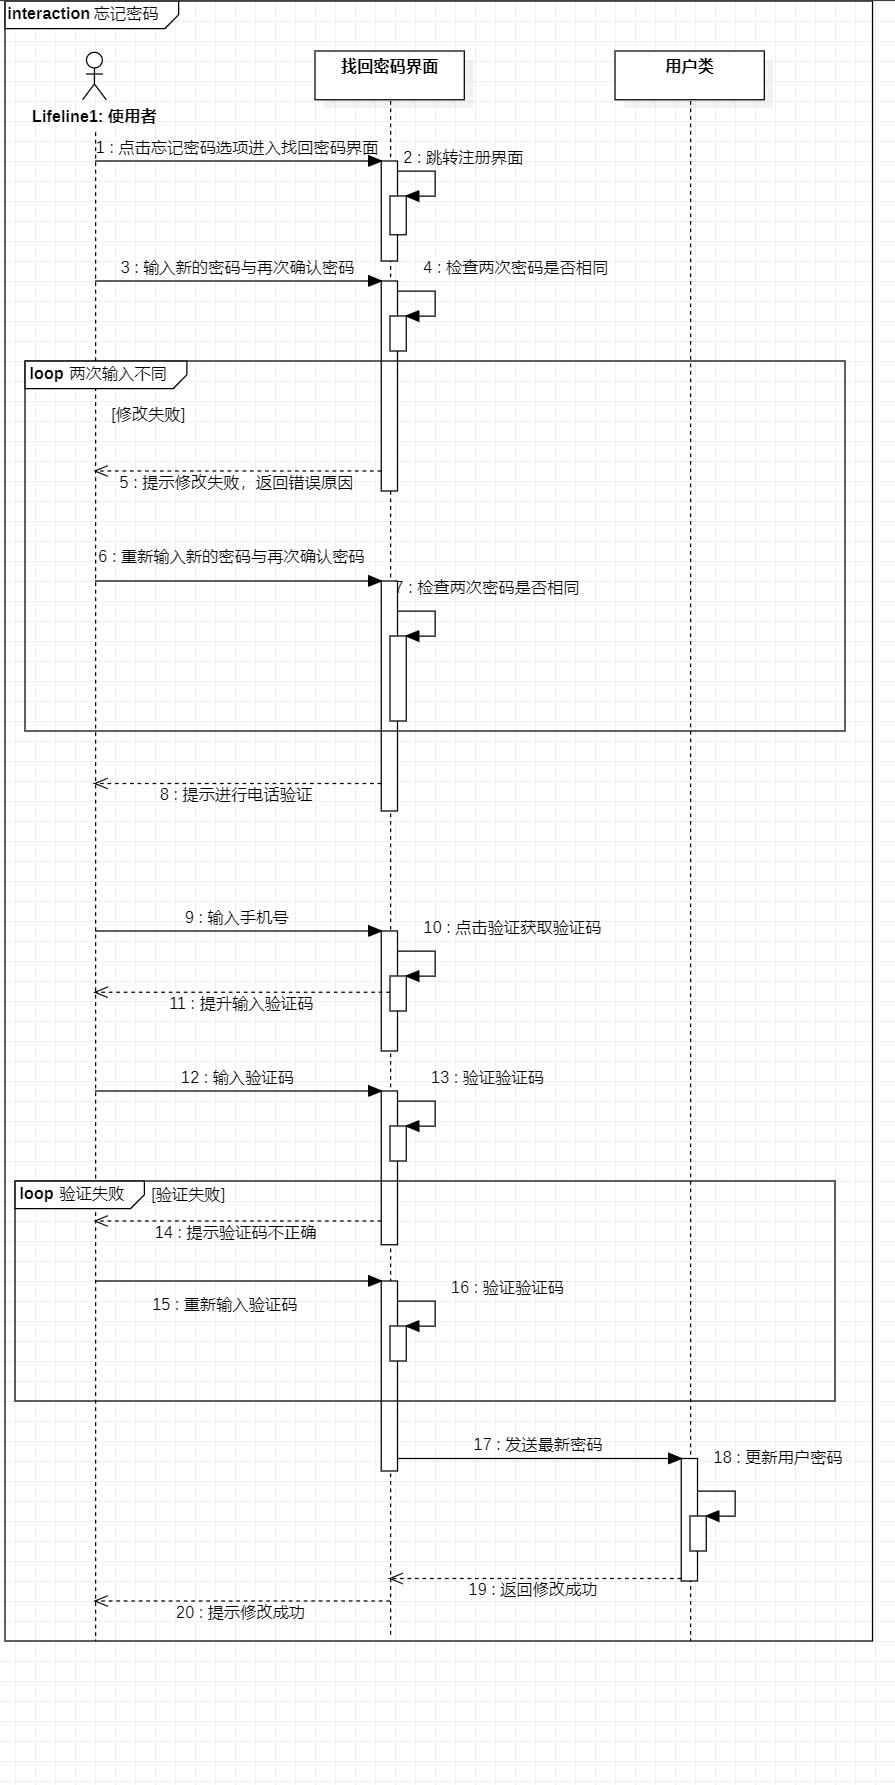 interaction 忘记密码
找回密码界面
用户类
Lifeline1: 使用者
1 : 点击忘记密码选项进入找回密码界面
2 : 跳转注册界面
3 : 输入新的密码与再次确认密码
4 : 检查两次密码是否相同
loop 两次输入不同
[修改失败]
5 : 提示修改失败，返回错误原因
6 : 重新输入新的密码与再次确认密码
7 : 检查两次密码是否相同
8 : 提示进行电话验证
9 : 输入手机号
10 : 点击验证获取验证码
11 : 提升输入验证码
12 : 输入验证码
13 : 验证验证码
loop 验证失败
[验证失败]
14 : 提示验证码不正确
15 : 重新输入验证码
16 : 验证验证码
17 : 发送最新密码
18 : 更新用户密码
19 : 返回修改成功
20 : 提示修改成功